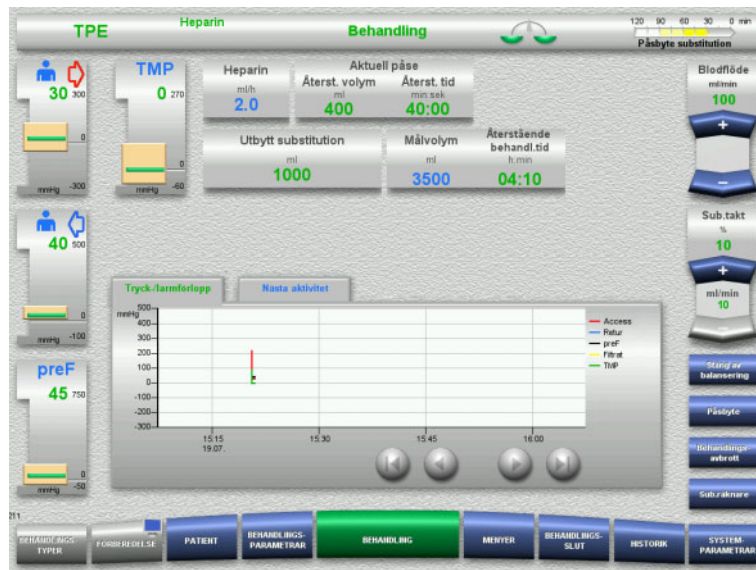 TPE
Heparin
Behandling
120 90 60 30 0 min
Påsbyte substitution
30
300
0
-300
mmHg
TMP
0
270
0
-60
mmHg
Heparin
ml/h
2.0
Aktuell påse
Återst. volym
ml
400
Återst. tid
min:sek
40:00
Utbytt substitution
ml
1000
Målvolym
ml
3500
Återstående
behandl.tid
h:min
04:10
Blodflöde
ml/min
100
+
–
40
500
0
-100
mmHg
Sub.takt
%
10
+
ml/min
10
–
preF
45
750
0
-50
mmHg
Tryck-/larmförlopp
Nästa aktivitet
mmHg
500
400
300
200
100
0
-100
-200
-300
15:15
19.07.
15:30
15:45
16:00
Access
Retur
preF
Filtrat
TMP
Stäng av
balansering
Påsbyte
Behandlings-
avbrott
Sub.räknare
211
BEHANDLINGS-
TYPER
FÖRBEREDELSE
PATIENT
BEHANDLINGS-
PARAMETRAR
BEHANDLING
MENYER
BEHANDLINGS-
SLUT
HISTORIK
SYSTEM-
PARAMETRAR